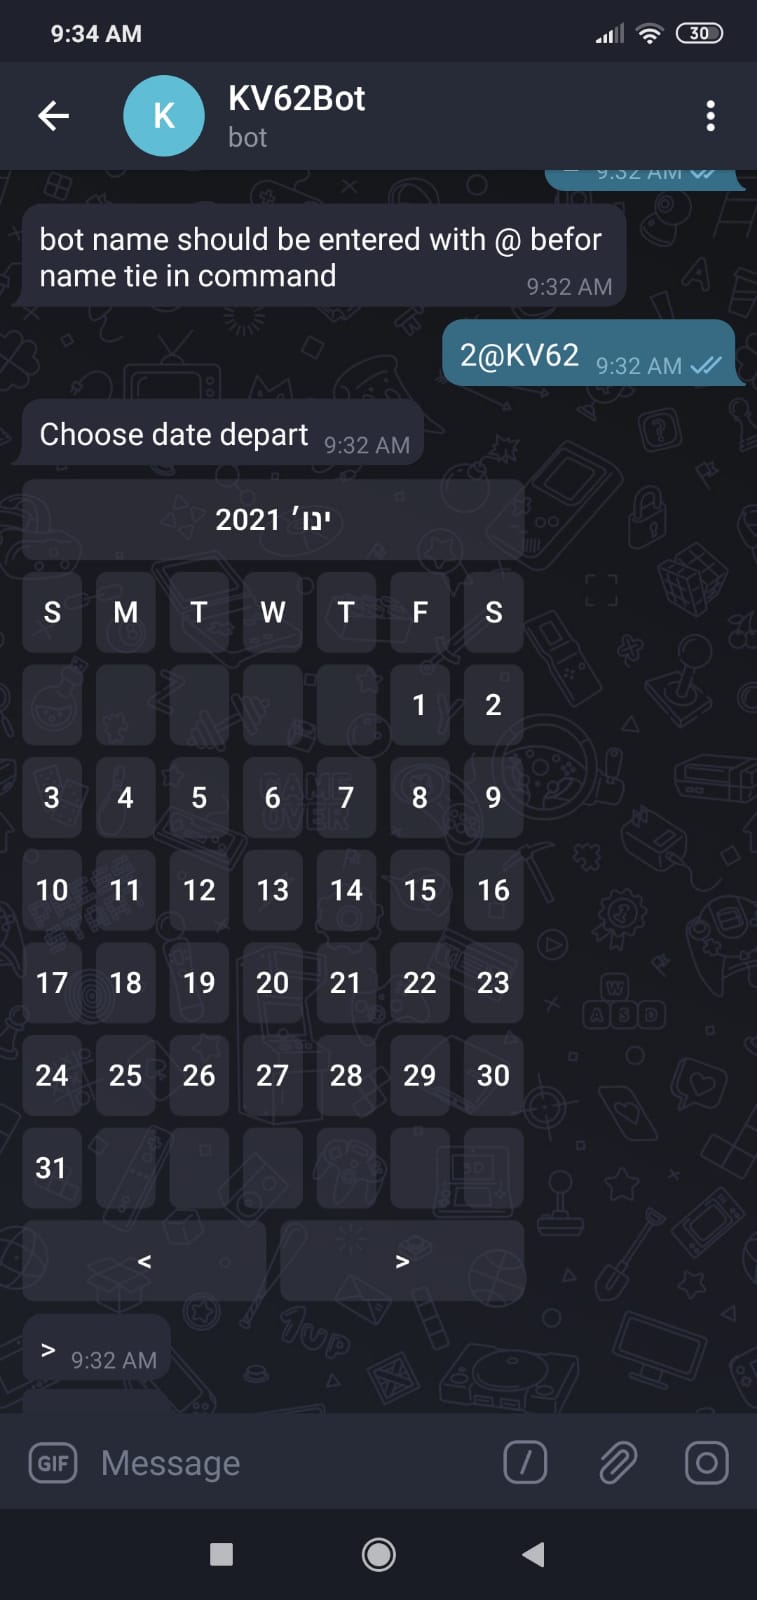 9:34 AM
30
K
KV62Bot
bot
9:32 AM
bot name should be entered with @ befor
name tie in command
9:32 AM
2@KV62 9:32 AM
Choose date depart 9:32 AM
ינו׳ 2021
S M T W T F S
1 2
3 4 5 6 7 8 9
10 11 12 13 14 15 16
17 18 19 20 21 22 23
24 25 26 27 28 29 30
31
< >
> 9:32 AM
GIF Message